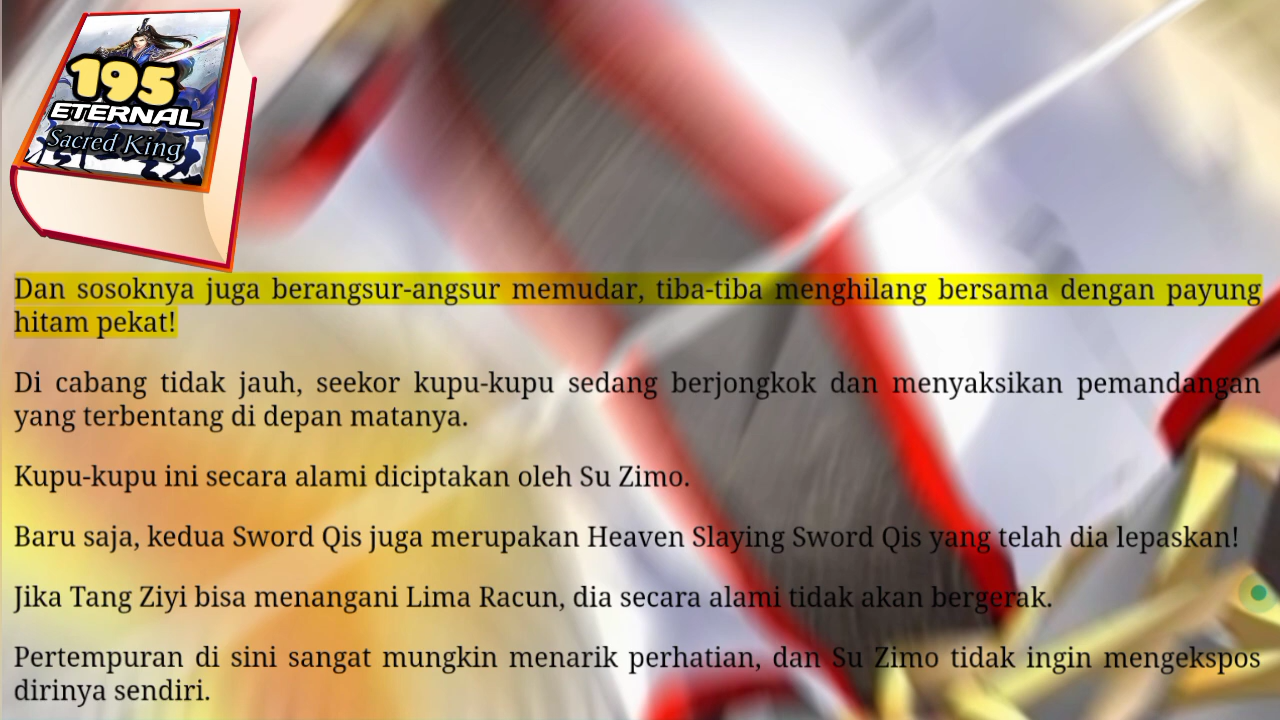 195
ETERNAL
Sacred King
Dan sosoknya juga berangsur-angsur memudar, tiba-tiba menghilang bersama dengan payung
hitam pekat!
Di cabang tidak jauh, seekor kupu-kupu sedang berjongkok dan menyaksikan pemandangan
yang terbentang di depan matanya.
Kupu-kupu ini secara alami diciptakan oleh Su Zimo.
Baru saja, kedua Sword Qis juga merupakan Heaven Slaying Sword Qis yang telah dia lepaskan!
Jika Tang Ziyi bisa menangani Lima Racun, dia secara alami tidak akan bergerak.
Pertempuran di sini sangat mungkin menarik perhatian, dan Su Zimo tidak ingin mengekspos
dirinya sendiri.